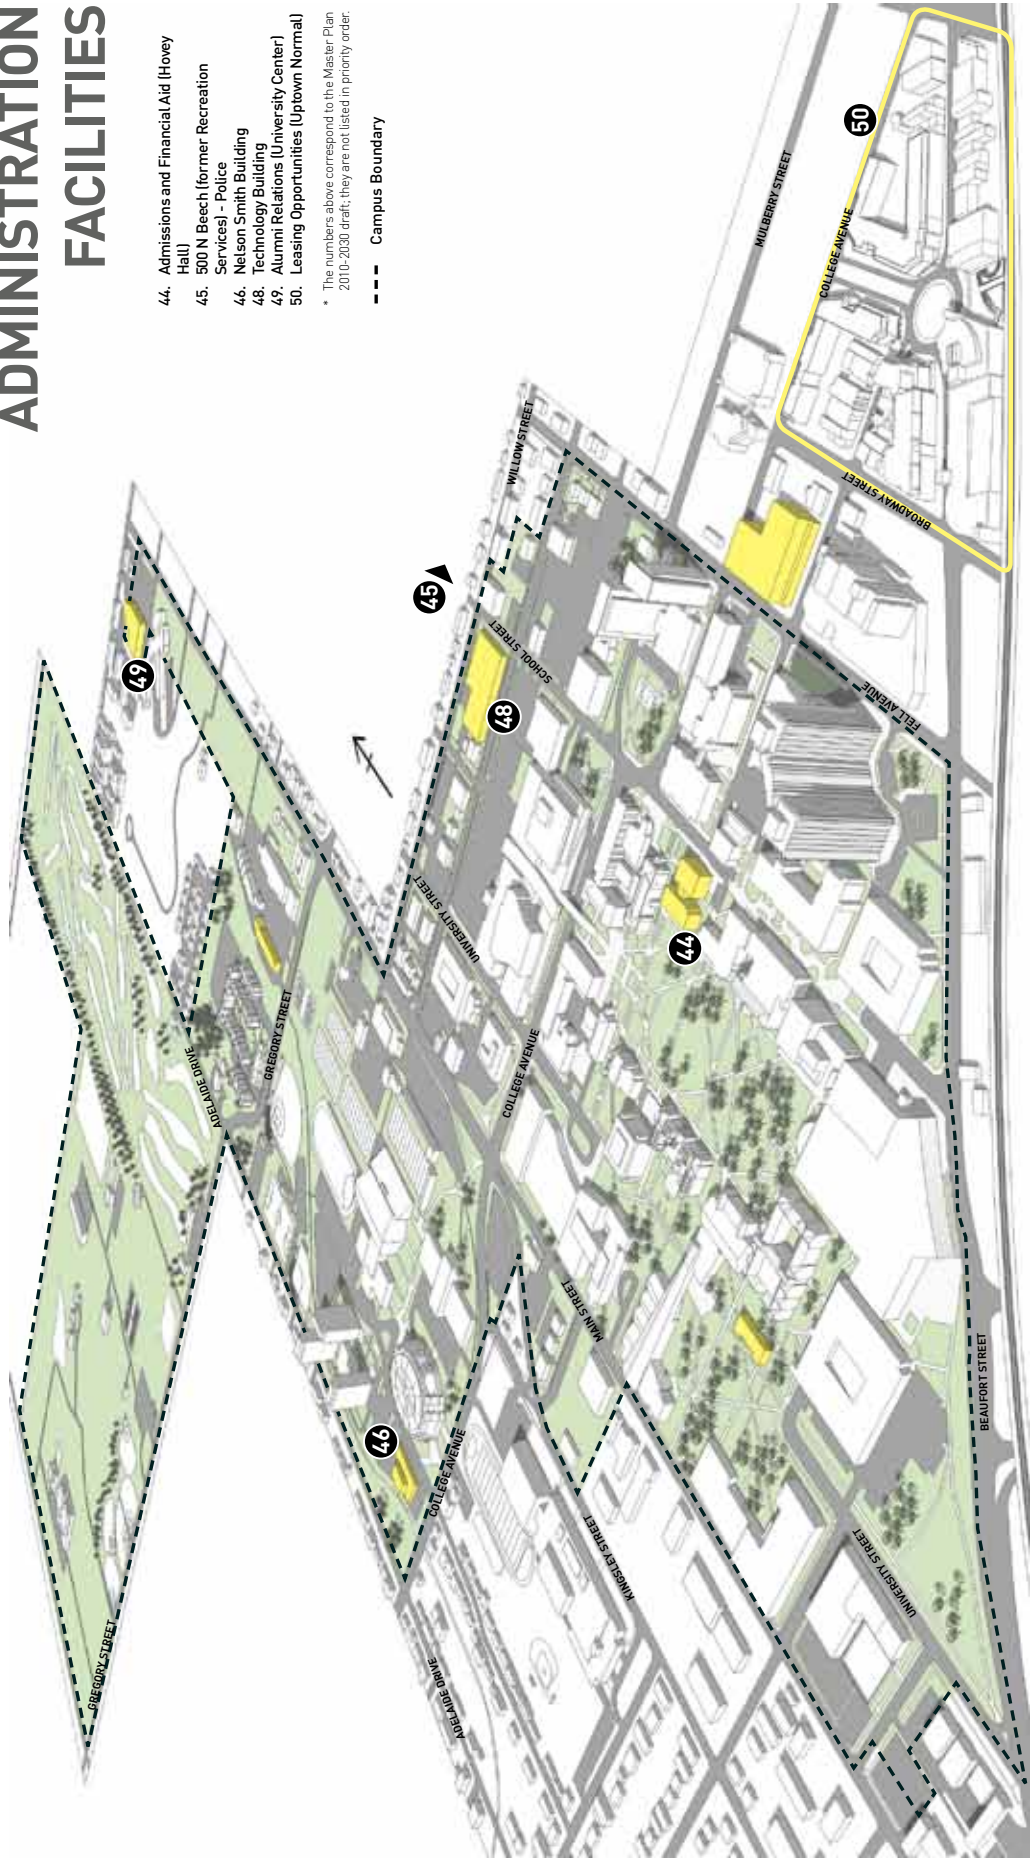 ADMINISTRATION
FACILITIES
44. Admissions and Financial Aid (Hovey
Hall)
45. 500 N Beech (former Recreation
Services) - Police
46. Nelson Smith Building
48. Technology Building
49. Alumni Relations (University Center)
50. Leasing Opportunities (Uptown Normal)
* The numbers above correspond to the Master Plan
2010-2030 draft; they are not listed in priority order.
Campus Boundary
GREGORY STREET
ADELAIDE DRIVE
49
GREGORY STREET
46
COLLEGE AVENUE
ADELAIDE DRIVE
UNIVERSITY STREET
45
WILLOW STREET
48
SCHOOL STREET
COLLEGE AVENUE
MAIN STREET
KINGSLEY STREET
44
MULBERRY STREET
COLLEGE AVENUE
50
BROADWAY STREET
FELL AVENUE
UNIVERSITY STREET
BEAUFORT STREET